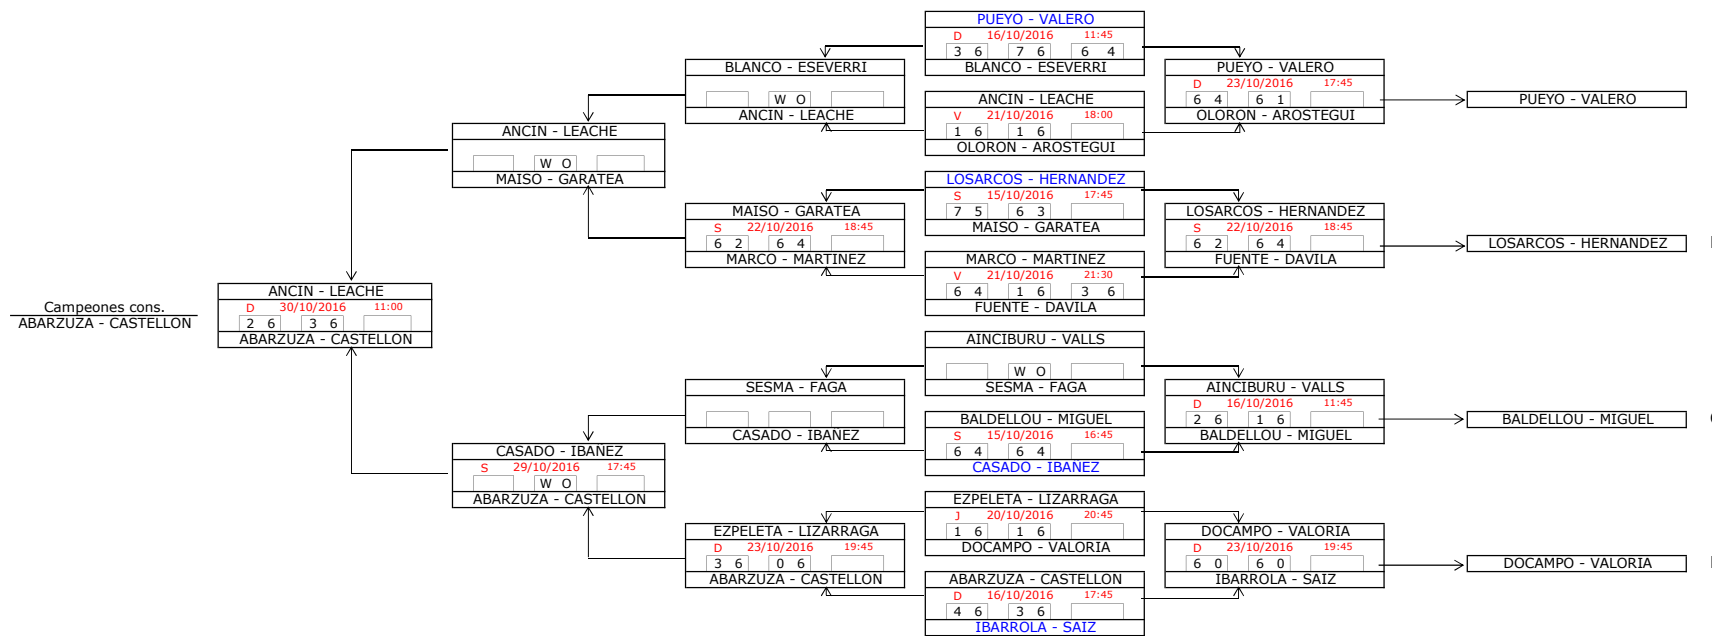 Campeones cons.
ABARZUZA - CASTELLON
ANCIN - LEACHE
D 30/10/2016 11:00
2 6 3 6
ABARZUZA - CASTELLON
ANCIN - LEACHE
W O
MAISO - GARATEA
CASADO - IBAÑEZ
S 29/10/2016 17:45
W O
ABARZUZA - CASTELLON
BLANCO - ESEVERRI
W O
ANCIN - LEACHE
MAISO - GARATEA
S 22/10/2016 18:45
6 2 6 4
MARCO - MARTINEZ
SESMA - FAGA
CASADO - IBAÑEZ
EZPELETA - LIZARRAGA
D 23/10/2016 19:45
3 6 0 6
ABARZUZA - CASTELLON
PUEYO - VALERO
D 16/10/2016 11:45
3 6 7 6 6 4
BLANCO - ESEVERRI
ANCIN - LEACHE
V 21/10/2016 18:00
1 6 1 6
OLORON - AROSTEGUI
LOSARCOS - HERNANDEZ
S 15/10/2016 17:45
7 5 6 3
MAISO - GARATEA
MARCO - MARTINEZ
V 21/10/2016 21:30
6 4 1 6 3 6
FUENTE - DAVILA
AINCIBURU - VALLS
W O
SESMA - FAGA
BALDELLOU - MIGUEL
S 15/10/2016 16:45
6 4 6 4
CASADO - IBAÑEZ
EZPELETA - LIZARRAGA
J 20/10/2016 20:45
1 6 1 6
DOCAMPO - VALORIA
ABARZUZA - CASTELLON
D 16/10/2016 17:45
4 6 3 6
IBARROLA - SAIZ
PUEYO - VALERO
D 23/10/2016 17:45
6 4 6 1
OLORON - AROSTEGUI
LOSARCOS - HERNANDEZ
S 22/10/2016 18:45
6 2 6 4
FUENTE - DAVILA
AINCIBURU - VALLS
D 16/10/2016 11:45
2 6 1 6
BALDELLOU - MIGUEL
DOCAMPO - VALORIA
D 23/10/2016 19:45
6 0 6 0
IBARROLA - SAIZ
PUEYO - VALERO
LOSARCOS - HERNANDEZ
BALDELLOU - MIGUEL
DOCAMPO - VALORIA